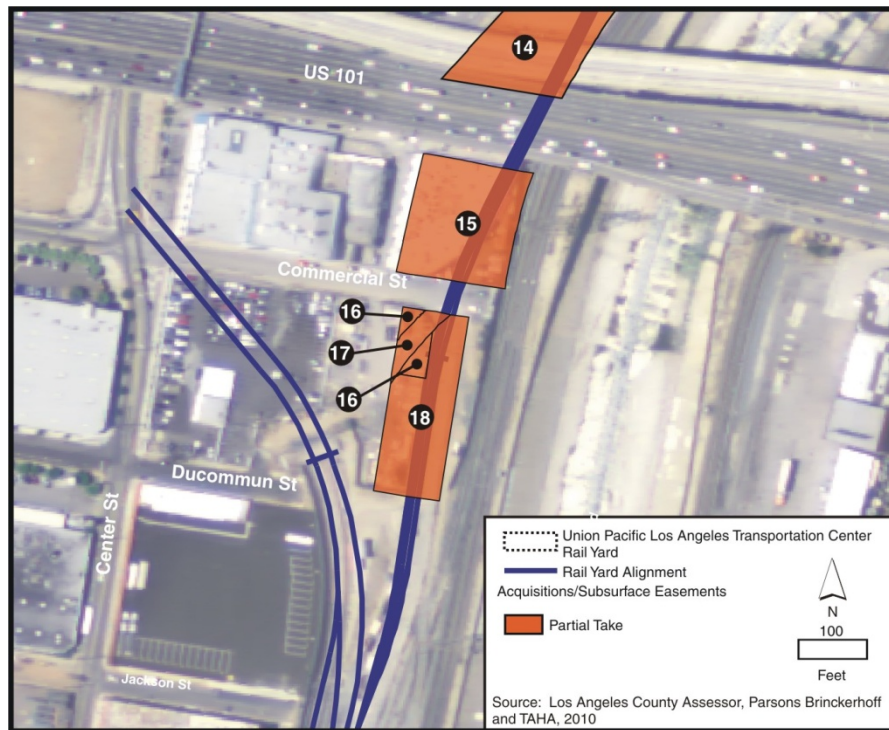 14
US 101
15
Commercial St
16
17
16
18
Ducommun St
Center St
Jackson St
Union Pacific Los Angeles Transportation Center
Rail Yard
Rail Yard Alignment
Acquisitions/Subsurface Easements
Partial Take
N
100
Feet
Source: Los Angeles County Assessor, Parsons Brinckerhoff
and TAHA, 2010